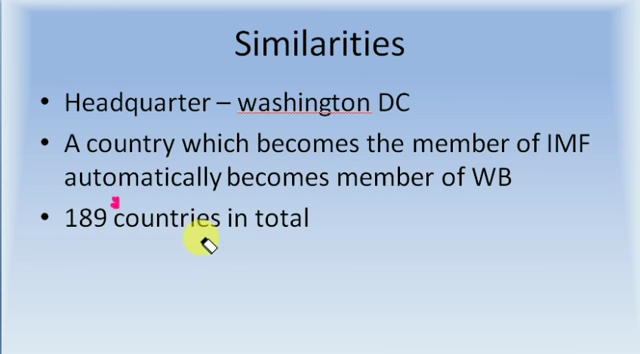 Similarities
• Headquarter – washington DC
• A country which becomes the member of IMF
automatically becomes member of WB
• 189 countries in total